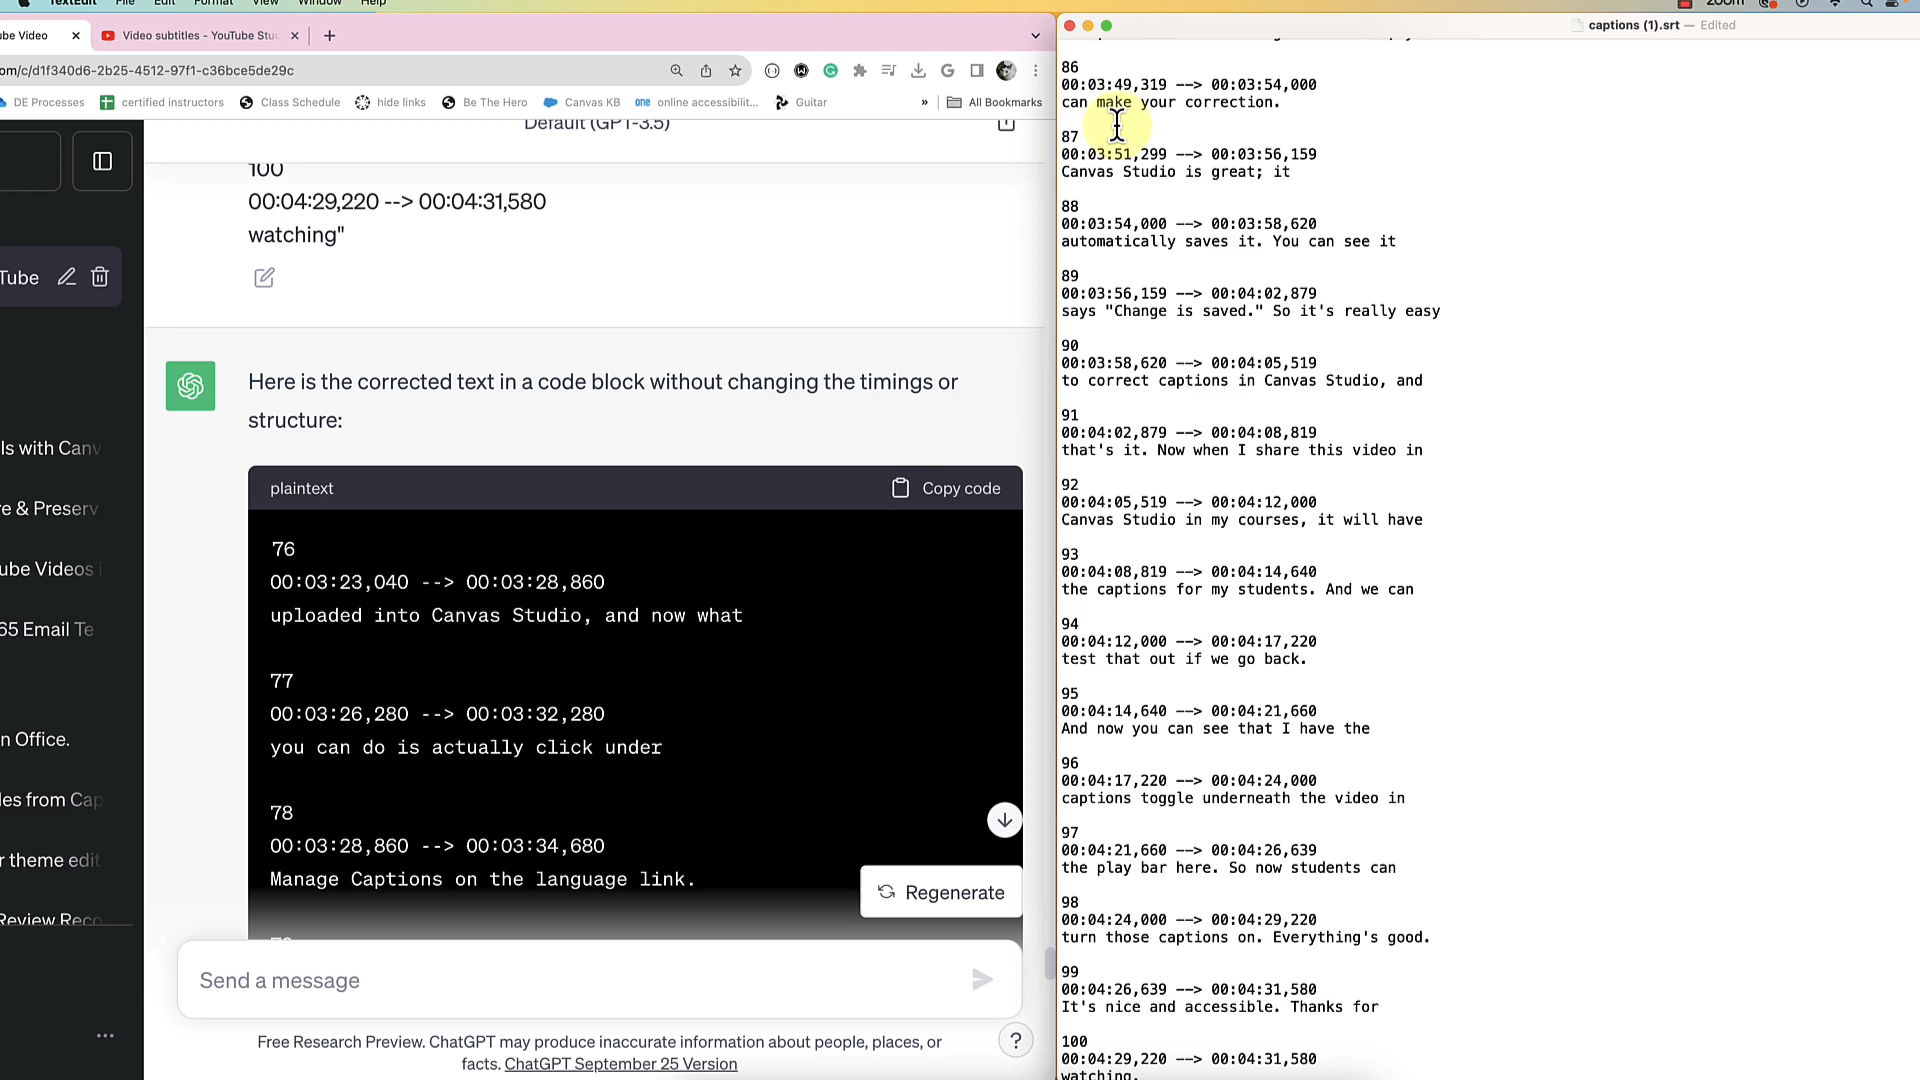 TextEdit File Edit Format View Window Help
zoom
ube Video
Video subtitles - YouTube Stu
om/c/d1f340d6-2b25-4512-97f1-c36bce5de29c
DE Processes certified instructors Class Schedule hide links Be The Hero Canvas KB one online accessibilit... Guitar » All Bookmarks
Default (GPT-3.5)
Tube
ls with Canv
re & Preserv
ube Videos i
65 Email Te
n Office.
les from Cap
r theme edit
Review Reco
...
100
00:04:29,220 --> 00:04:31,580
watching"
Here is the corrected text in a code block without changing the timings or
structure:
plaintext
Copy code
76
00:03:23,040 --> 00:03:28,860
uploaded into Canvas Studio, and now what
77
00:03:26,280 --> 00:03:32,280
you can do is actually click under
78
00:03:28,860 --> 00:03:34,680
Manage Captions on the language link.
Regenerate
Send a message
Free Research Preview. ChatGPT may produce inaccurate information about people, places, or
facts. ChatGPT September 25 Version
?
captions (1).srt — Edited
86
00:03:49,319 --> 00:03:54,000
can make your correction.
87
00:03:51,299 --> 00:03:56,159
Canvas Studio is great; it
88
00:03:54,000 --> 00:03:58,620
automatically saves it. You can see it
89
00:03:56,159 --> 00:04:02,879
says "Change is saved." So it's really easy
90
00:03:58,620 --> 00:04:05,519
to correct captions in Canvas Studio, and
91
00:04:02,879 --> 00:04:08,819
that's it. Now when I share this video in
92
00:04:05,519 --> 00:04:12,000
Canvas Studio in my courses, it will have
93
00:04:08,819 --> 00:04:14,640
the captions for my students. And we can
94
00:04:12,000 --> 00:04:17,220
test that out if we go back.
95
00:04:14,640 --> 00:04:21,660
And now you can see that I have the
96
00:04:17,220 --> 00:04:24,000
captions toggle underneath the video in
97
00:04:21,660 --> 00:04:26,639
the play bar here. So now students can
98
00:04:24,000 --> 00:04:29,220
turn those captions on. Everything's good.
99
00:04:26,639 --> 00:04:31,580
It's nice and accessible. Thanks for
100
00:04:29,220 --> 00:04:31,580
watching.